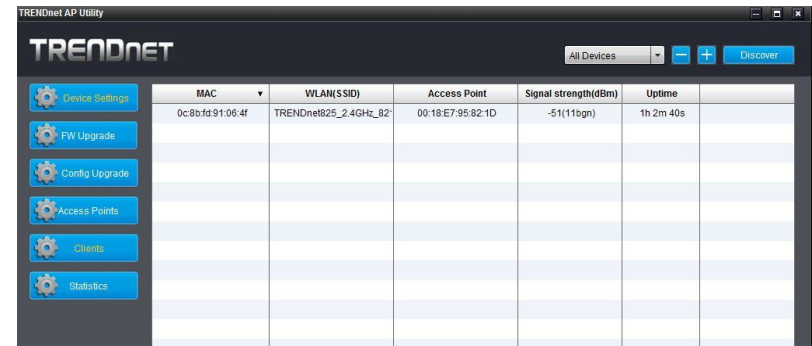 TRENDnet AP Utility
TRENDNET
All Devices
Discover
Device Settings
FW Upgrade
Config Upgrade
Access Points
Clients
Statistics
MAC WLAN(SSID) Access Point Signal strength(dBm) Uptime
0c:8b:fd:91:06:4f TRENDnet825_2.4GHz_82 00:18:E7:95:82:1D -51(11bgn) 1h 2m 40s